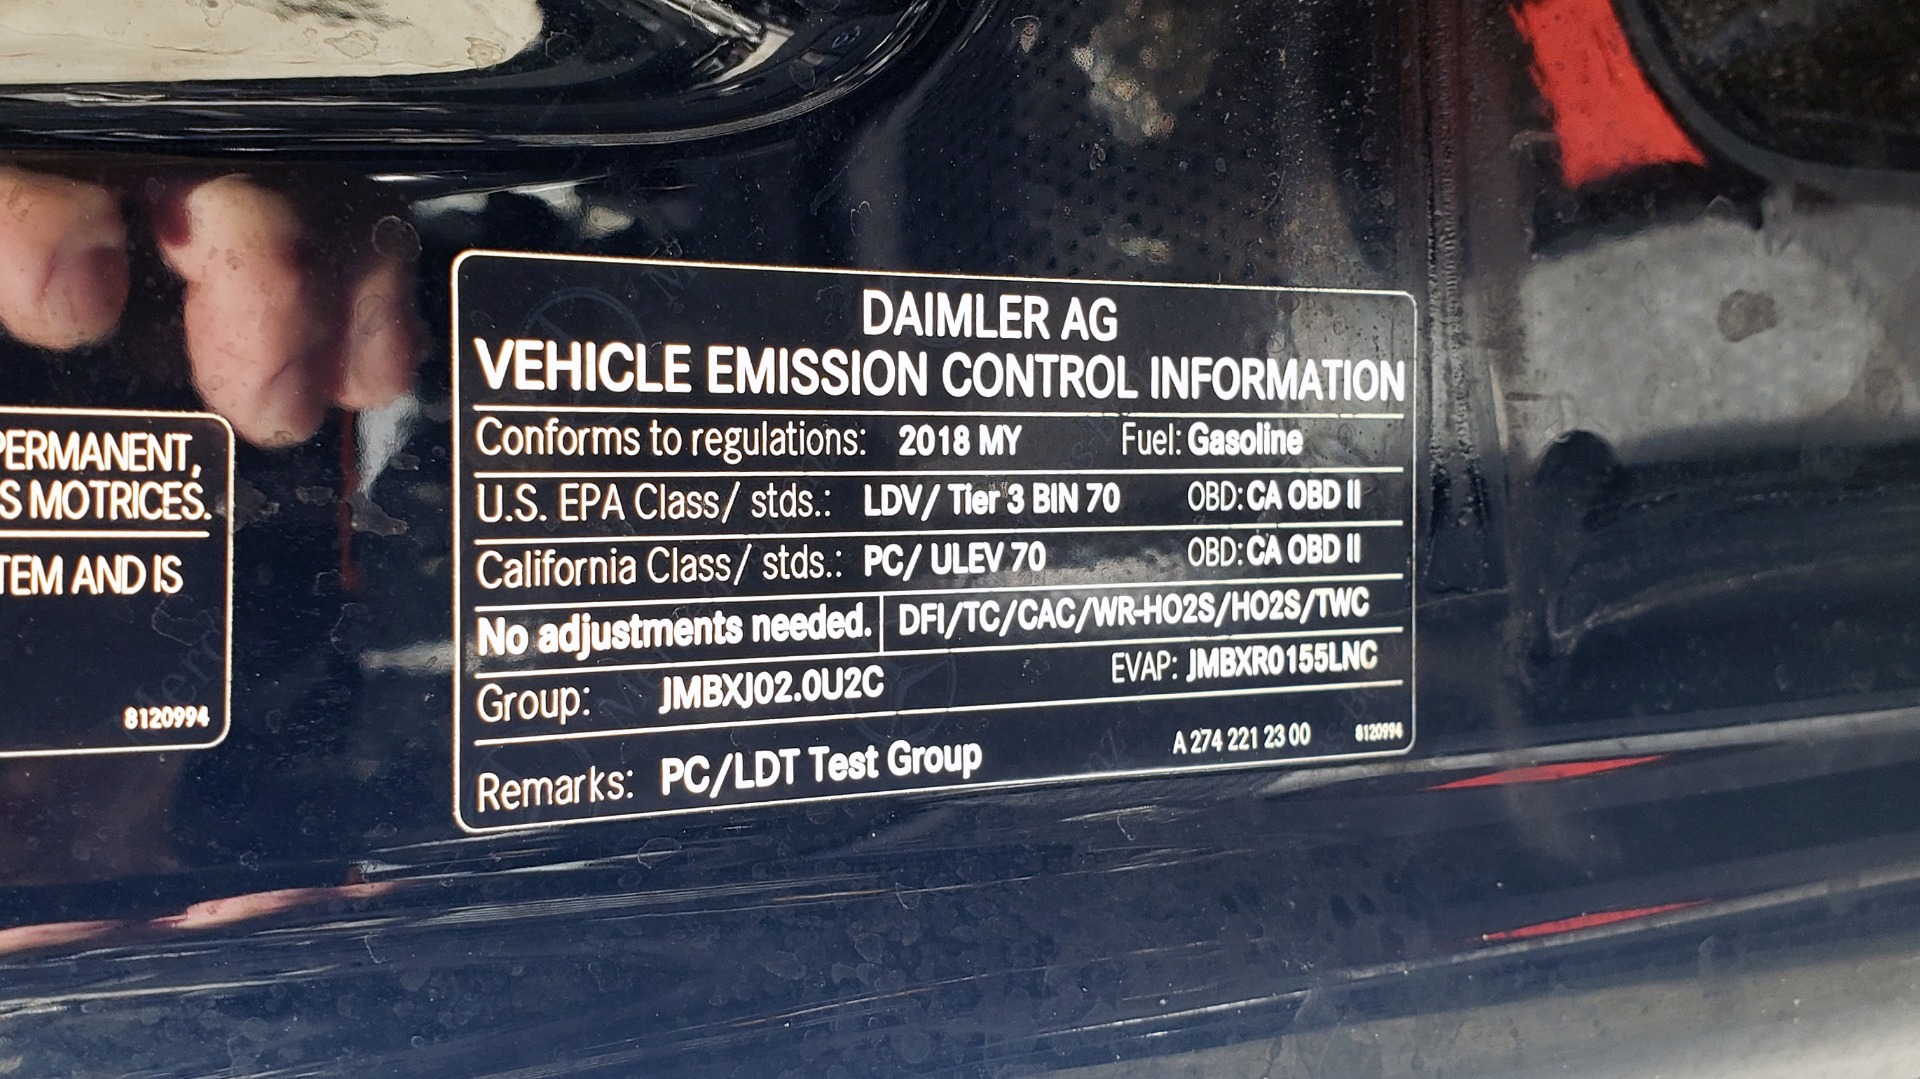 PERMANENT,
S MOTRICES.
TEM AND IS
8120994
DAIMLER AG
VEHICLE EMISSION CONTROL INFORMATION
Conforms to regulations: 2018 MY Fuel: Gasoline
U.S. EPA Class/ stds.: LDV/ Tier 3 BIN 70 OBD: CA OBD II
California Class/ stds.: PC/ ULEV 70 OBD: CA OBD II
No adjustments needed. DFI/TC/CAC/WR-HO2S/HO2S/TWC
Group: JMBXJ02.0U2C EVAP: JMBXR0155LNC
Remarks: PC/LDT Test Group A 274 221 23 00 8120994